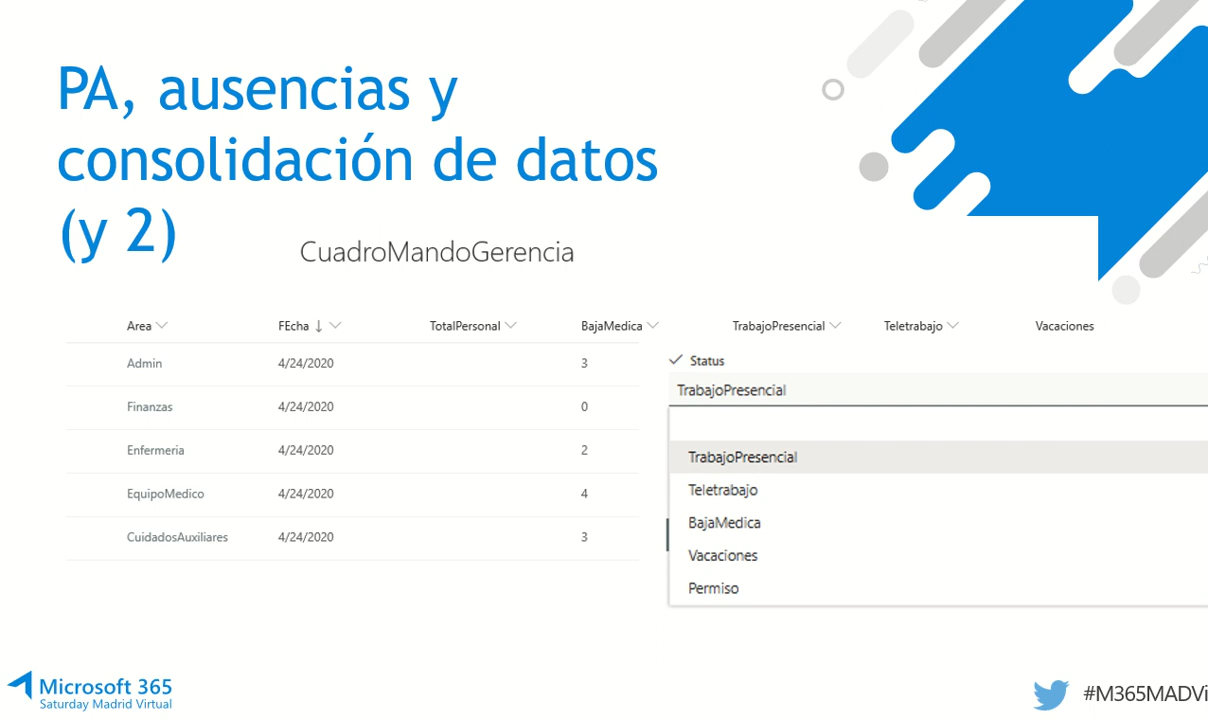 PA, ausencias y
consolidación de datos
(y 2)
CuadroMandoGerencia
Area FEcha TotalPersonal BajaMedica TrabajoPresencial Teletrabajo Vacaciones
Admin 4/24/2020 3
Finanzas 4/24/2020 0
Enfermeria 4/24/2020 2
EquipoMedico 4/24/2020 4
CuidadosAuxiliares 4/24/2020 3
Status
TrabajoPresencial
TrabajoPresencial
Teletrabajo
BajaMedica
Vacaciones
Permiso
Microsoft 365
Saturday Madrid Virtual
#M365MADVi